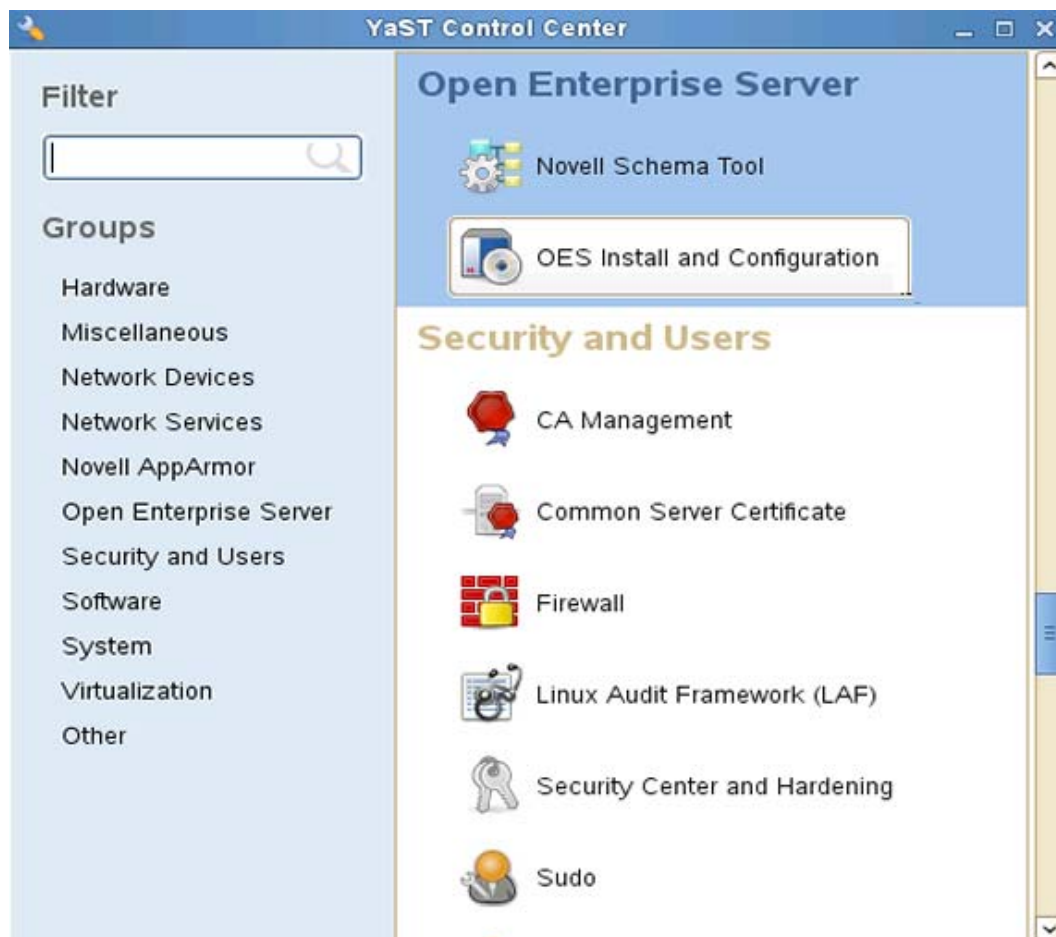 YaST Control Center
Filter
Groups
Hardware
Miscellaneous
Network Devices
Network Services
Novell AppArmor
Open Enterprise Server
Security and Users
Software
System
Virtualization
Other
Open Enterprise Server
Novell Schema Tool
OES Install and Configuration
Security and Users
CA Management
Common Server Certificate
Firewall
Linux Audit Framework (LAF)
Security Center and Hardening
Sudo